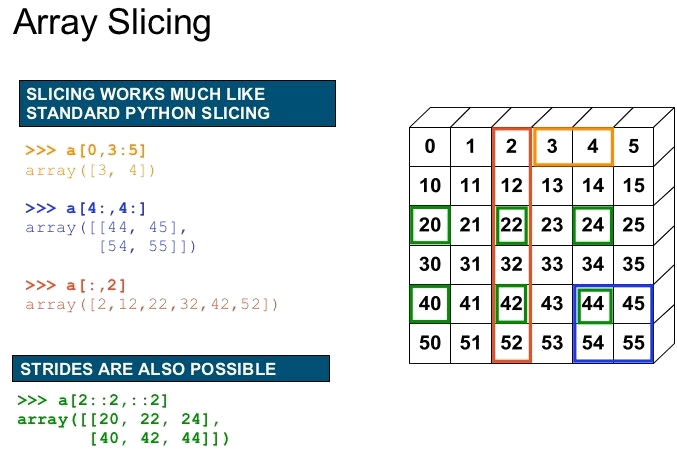 Array Slicing
SLICING WORKS MUCH LIKE
STANDARD PYTHON SLICING
>>> a[0,3:5]
array([3, 4])
>>> a[4:,4:]
array([[44, 45],
       [54, 55]])
>>> a[:,2]
array([2,12,22,32,42,52])
STRIDES ARE ALSO POSSIBLE
>>> a[2::2,::2]
array([[20, 22, 24],
       [40, 42, 44]])
0 1 2 3 4 5
10 11 12 13 14 15
20 21 22 23 24 25
30 31 32 33 34 35
40 41 42 43 44 45
50 51 52 53 54 55